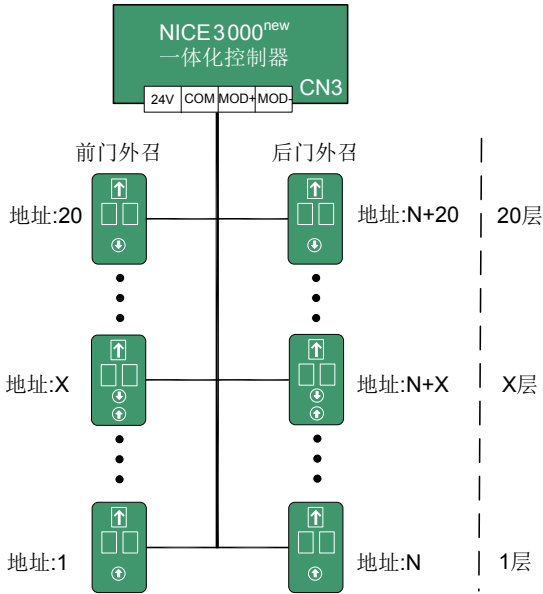 NICE3000new
一体化控制器
CN3
24V COM MOD+ MOD-
前门外召 后门外召
地址:20 地址:N+20 20层
地址:X 地址:N+X X层
地址:1 地址:N 1层